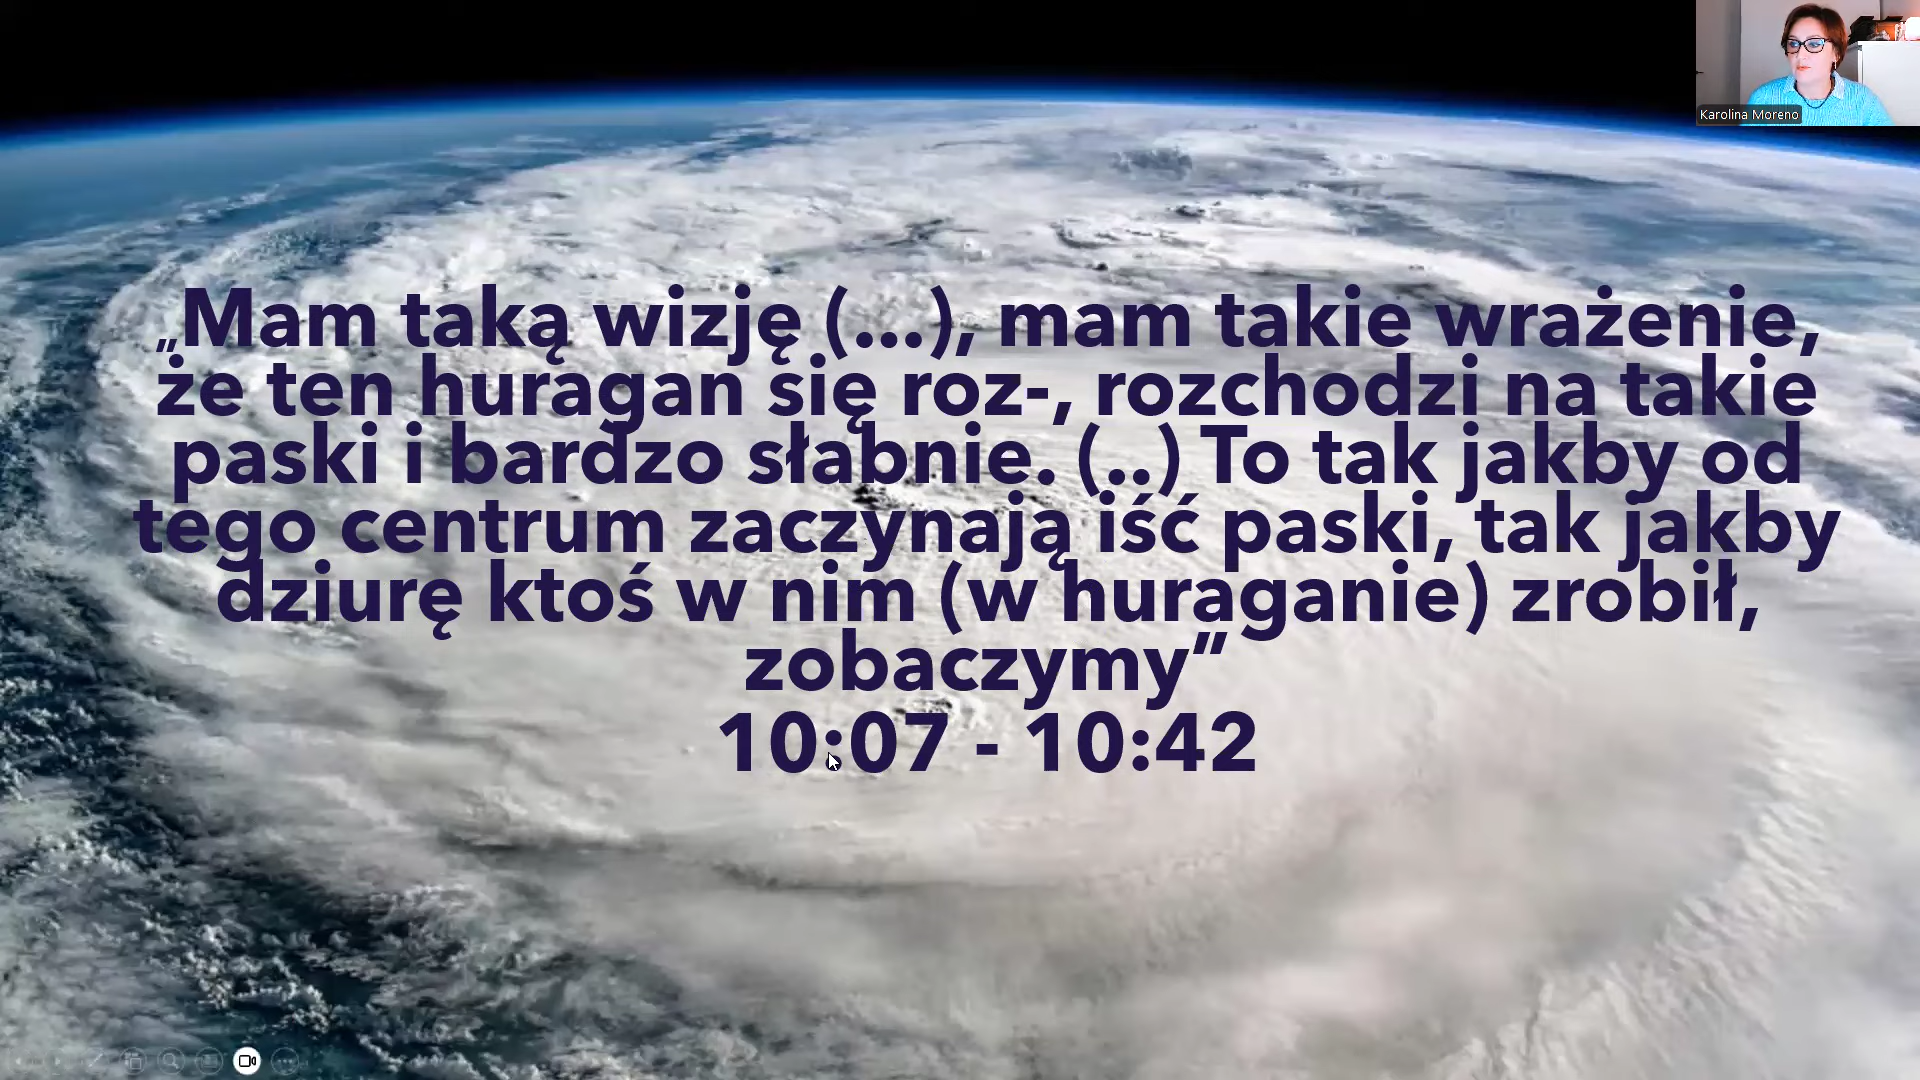 Karolina Moreno
„Mam taką wizję (...), mam takie wrażenie,
że ten huragan się roz-, rozchodzi na takie
paski i bardzo słabnie. (..) To tak jakby od
tego centrum zaczynają iść paski, tak jakby
dziurę ktoś w nim (w huraganie) zrobił,
zobaczymy”
10:07 - 10:42